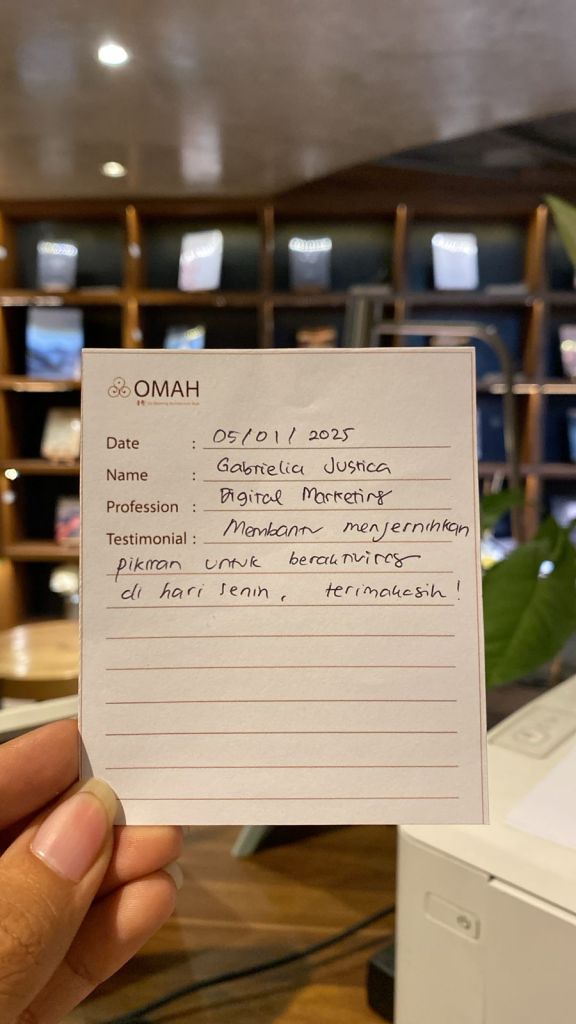 OMAH
Date : 05/01/2025
Name : Gabrielia Justica
Profession : Digital Marketing
Testimonial : Membantu menjernihkan
pikiran untuk beraktivitas
di hari senin, terimakasih!